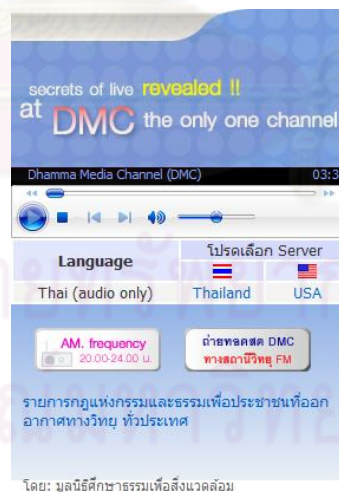 secrets of live revealed !!
at DMC the only one channel
Dhamma Media Channel (DMC) 03:3
Language
โปรดเลือก Server
Thai (audio only) Thailand USA
AM. frequency
20.00-24.00 น.
ถ่ายทอดสด DMC
ทางสถานีวิทยุ FM
รายการกฎแห่งกรรมและธรรมเพื่อประชาชนที่ออก
อากาศทางวิทยุ ทั่วประเทศ
โดย: มูลนิธิศึกษาธรรมเพื่อสิ่งแวดล้อม